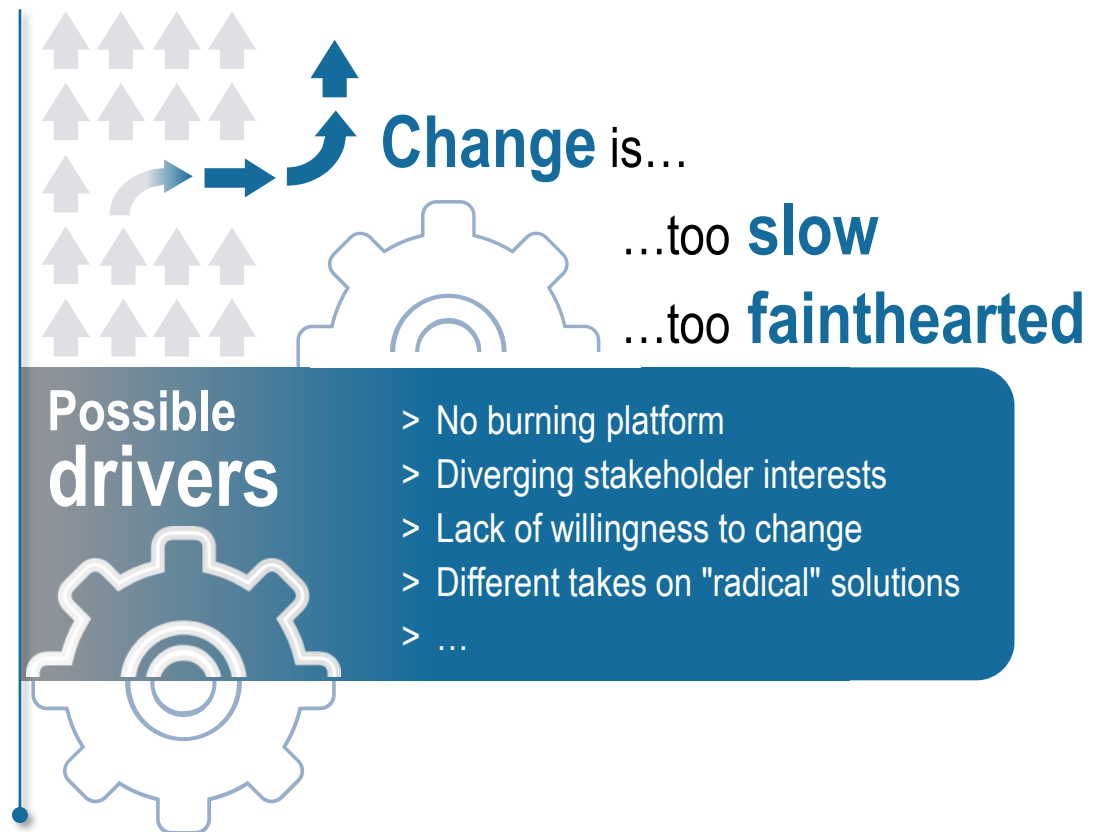 Change is…
…too slow
…too fainthearted
Possible
drivers
> No burning platform
> Diverging stakeholder interests
> Lack of willingness to change
> Different takes on "radical" solutions
> …